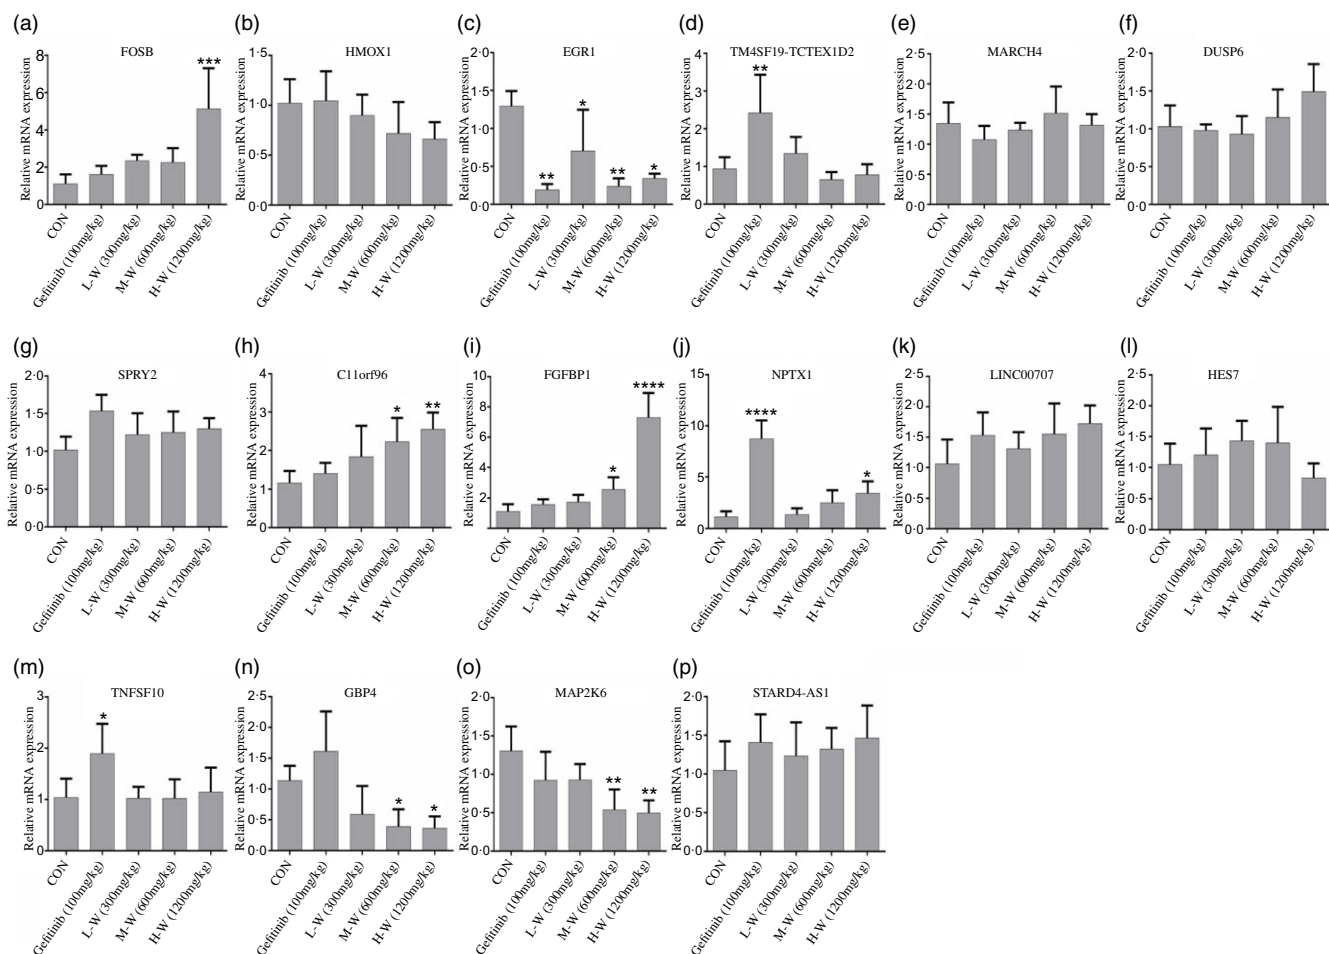 (a) (b) (c) (d) (e) (f)
FOSB HMOX1 EGR1 TM4SF19-TCTEX1D2 MARCH4 DUSP6
Relative mRNA expression
8
6
4
2
0
***
CON
Gefitinib (100mg/kg)
L-W (300mg/kg)
M-W (600mg/kg)
H-W (1200mg/kg)
Relative mRNA expression
1·5
1·0
0·5
0·0
CON
Gefitinib (100mg/kg)
L-W (300mg/kg)
M-W (600mg/kg)
H-W (1200mg/kg)
Relative mRNA expression
2·0
1·5
1·0
0·5
0·0
**
*
**
*
CON
Gefitinib (100mg/kg)
L-W (300mg/kg)
M-W (600mg/kg)
H-W (1200mg/kg)
Relative mRNA expression
4
3
2
1
0
**
CON
Gefitinib (100mg/kg)
L-W (300mg/kg)
M-W (600mg/kg)
H-W (1200mg/kg)
Relative mRNA expression
2·5
2·0
1·5
1·0
0·5
0·0
CON
Gefitinib (100mg/kg)
L-W (300mg/kg)
M-W (600mg/kg)
H-W (1200mg/kg)
Relative mRNA expression
2·0
1·5
1·0
0·5
0·0
CON
Gefitinib (100mg/kg)
L-W (300mg/kg)
M-W (600mg/kg)
H-W (1200mg/kg)
(g) (h) (i) (j) (k) (l)
SPRY2 C11orf96 FGFBP1 NPTX1 LINC00707 HES7
Relative mRNA expression
2·0
1·5
1·0
0·5
0·0
CON
Gefitinib (100mg/kg)
L-W (300mg/kg)
M-W (600mg/kg)
H-W (1200mg/kg)
Relative mRNA expression
4
3
2
1
0
*
**
CON
Gefitinib (100mg/kg)
L-W (300mg/kg)
M-W (600mg/kg)
H-W (1200mg/kg)
Relative mRNA expression
10
8
6
4
2
*
****
CON
Gefitinib (100mg/kg)
L-W (300mg/kg)
M-W (600mg/kg)
H-W (1200mg/kg)
Relative mRNA expression
15
10
5
0
****
*
CON
Gefitinib (100mg/kg)
L-W (300mg/kg)
M-W (600mg/kg)
H-W (1200mg/kg)
Relative mRNA expression
2·5
2·0
1·5
1·0
0·5
0·0
CON
Gefitinib (100mg/kg)
L-W (300mg/kg)
M-W (600mg/kg)
H-W (1200mg/kg)
Relative mRNA expression
2·5
2·0
1·5
1·0
0·5
0·0
CON
Gefitinib (100mg/kg)
L-W (300mg/kg)
M-W (600mg/kg)
H-W (1200mg/kg)
(m) (n) (o) (p)
TNFSF10 GBP4 MAP2K6 STARD4-AS1
Relative mRNA expression
3
2
1
0
*
CON
Gefitinib (100mg/kg)
L-W (300mg/kg)
M-W (600mg/kg)
H-W (1200mg/kg)
Relative mRNA expression
2·5
2·0
1·5
1·0
0·5
0·0
*
*
CON
Gefitinib (100mg/kg)
L-W (300mg/kg)
M-W (600mg/kg)
H-W (1200mg/kg)
Relative mRNA expression
2·0
1·5
1·0
0·5
0·0
**
**
CON
Gefitinib (100mg/kg)
L-W (300mg/kg)
M-W (600mg/kg)
H-W (1200mg/kg)
Relative mRNA expression
2·0
1·5
1·0
0·5
0·0
CON
Gefitinib (100mg/kg)
L-W (300mg/kg)
M-W (600mg/kg)
H-W (1200mg/kg)